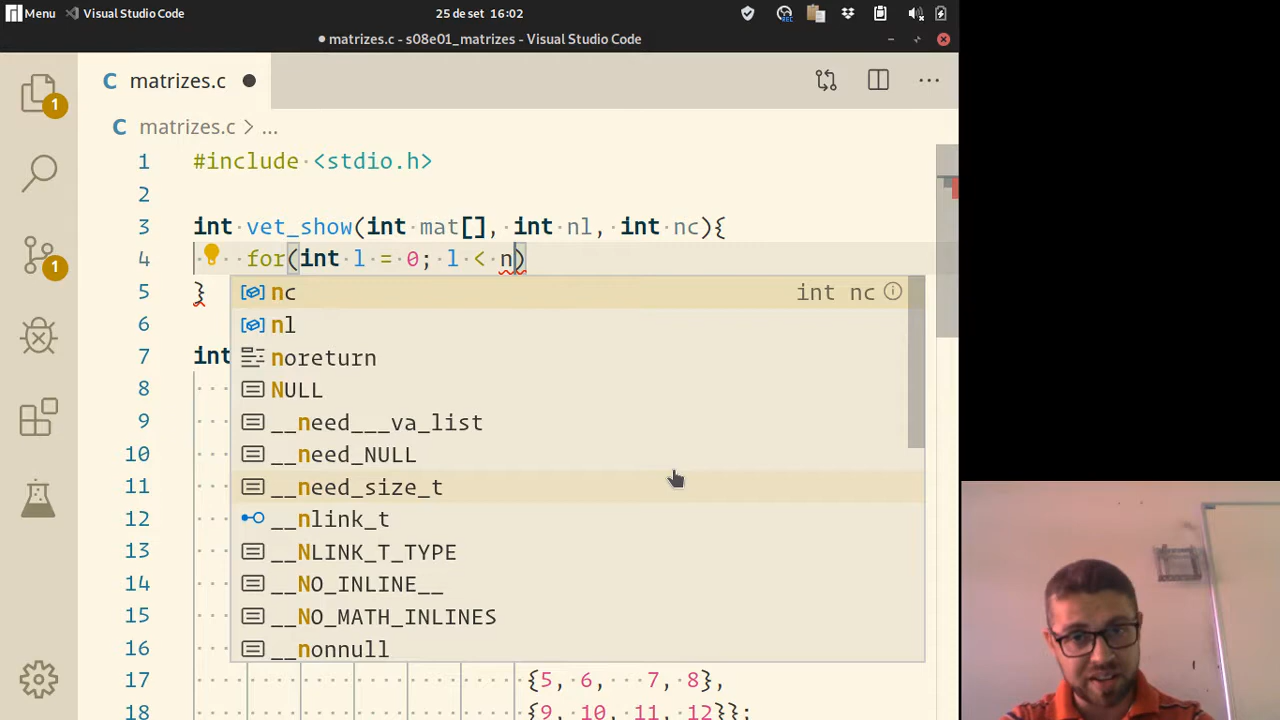 Menu Visual Studio Code 25 de set 16:02
● matrizes.c - s08e01_matrizes - Visual Studio Code
C matrizes.c ●
C matrizes.c > ...
1 #include <stdio.h>
2
3 int vet_show(int mat[], int nl, int nc){
4 for(int l = 0; l < n)
5 }
nc int nc
6 nl
7 int noreturn
8 NULL
9 __need___va_list
10 __need_NULL
11 __need_size_t
12 __nlink_t
13 __NLINK_T_TYPE
14 __NO_INLINE__
15 __NO_MATH_INLINES
16 __nonnull
17 {5, 6, 7, 8},
18 {9, 10, 11, 12}};
1
1
REC